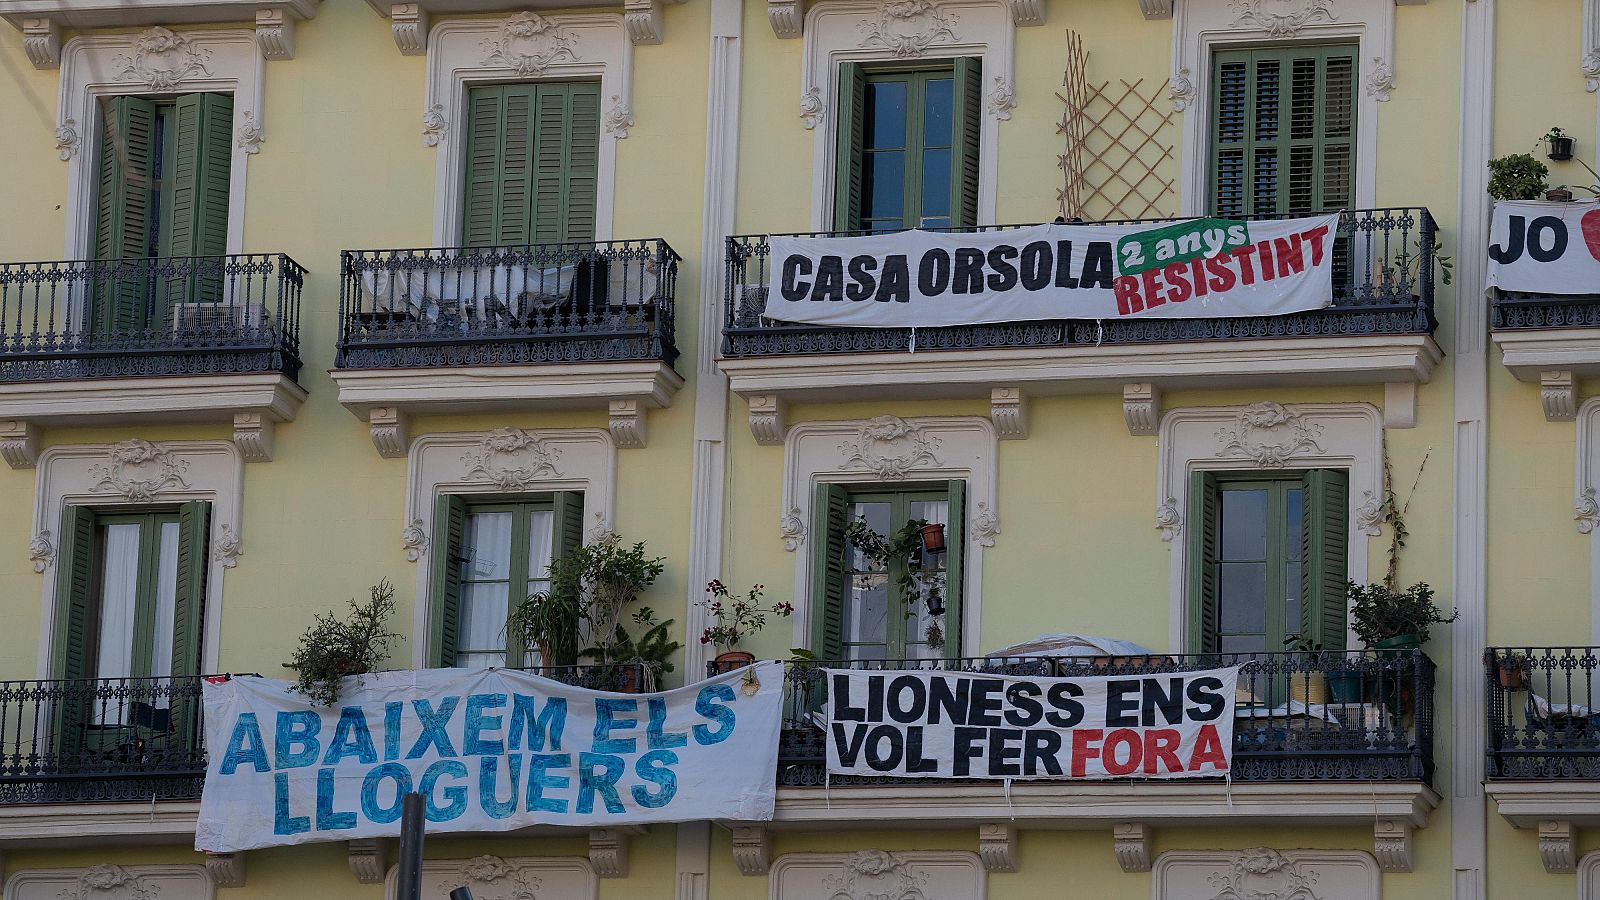 CASA ORSOLA 2 anys
RESISTINT
JO
ABAIXEM ELS
LLOGUERS
LIONESS ENS
VOL FER FORA